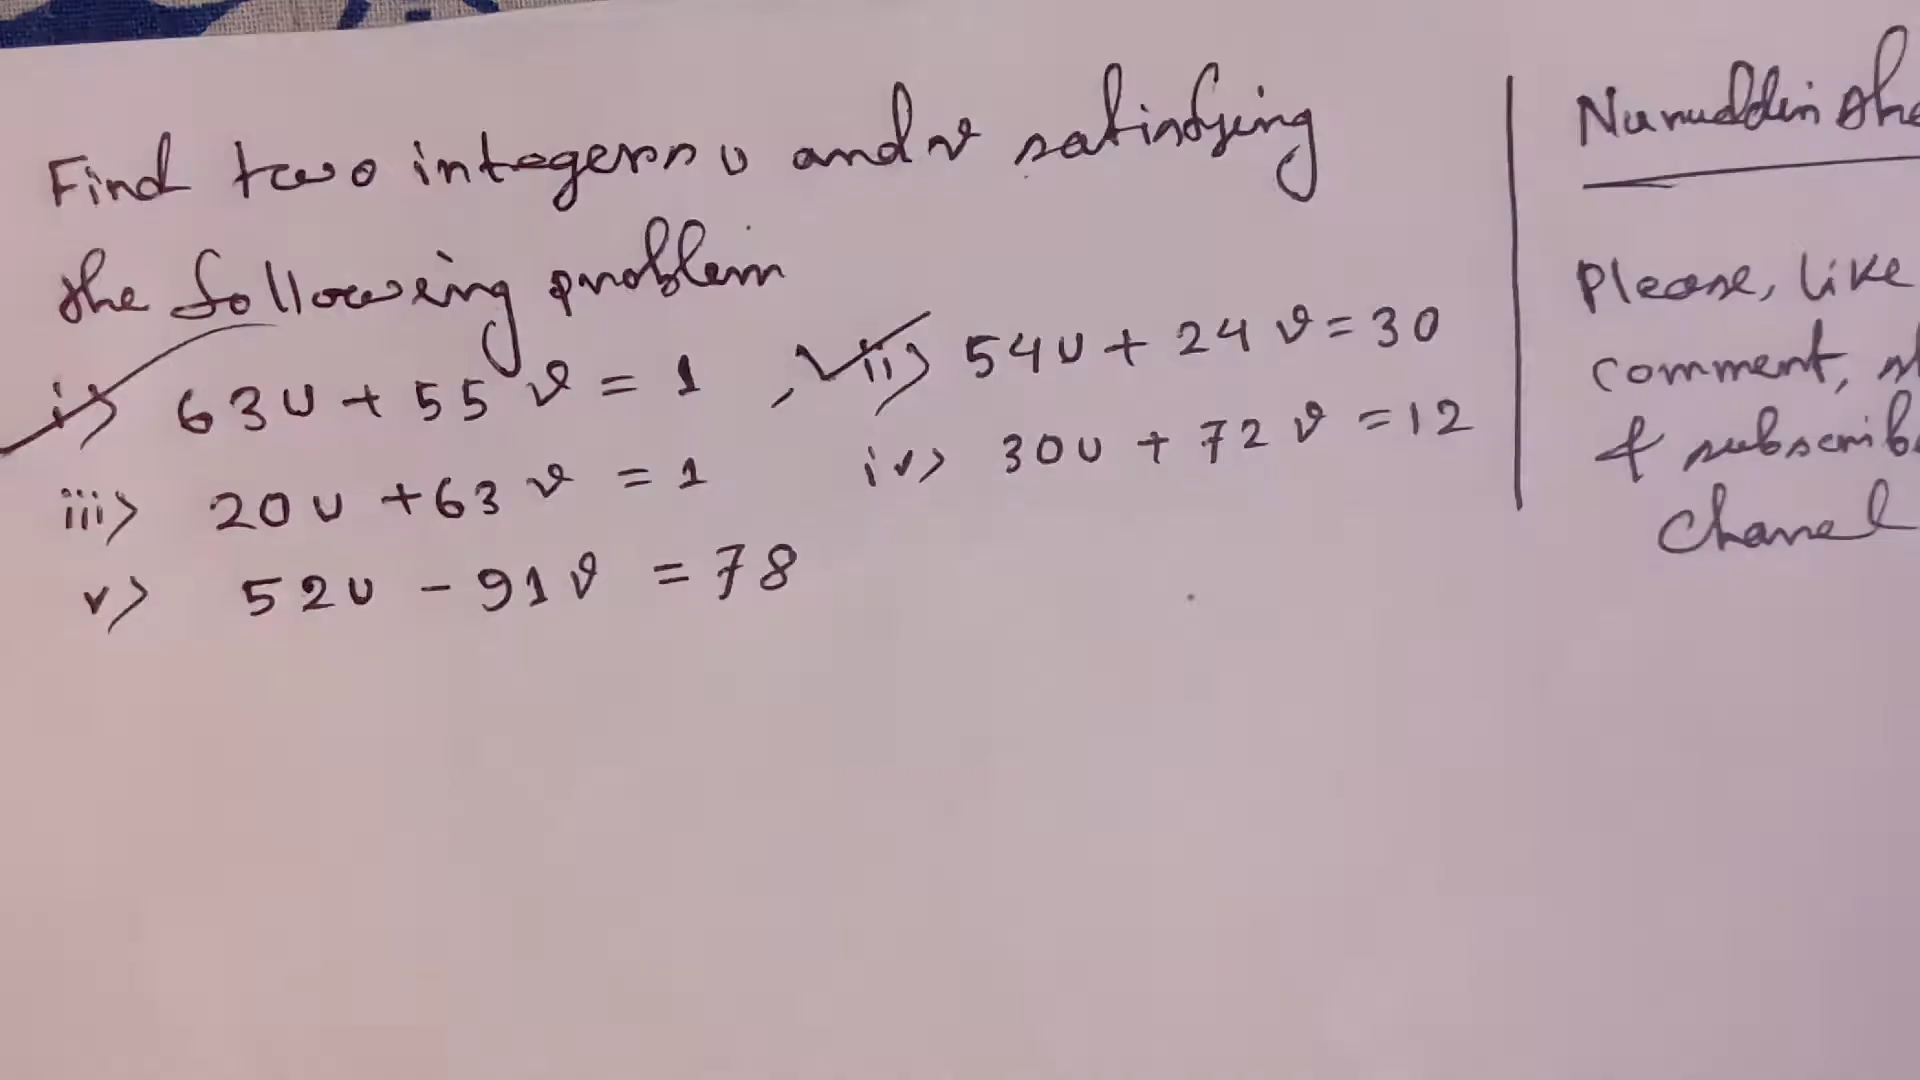 Find two integers u and v satisfying
the following problem
i) 63u + 55v = 1 , ii) 54u + 24v = 30
iii) 20u + 63v = 1 iv) 30u + 72v = 12
v) 52u - 91v = 78
Nuruddin
Please, like
comment,
& subscrib
Chanel